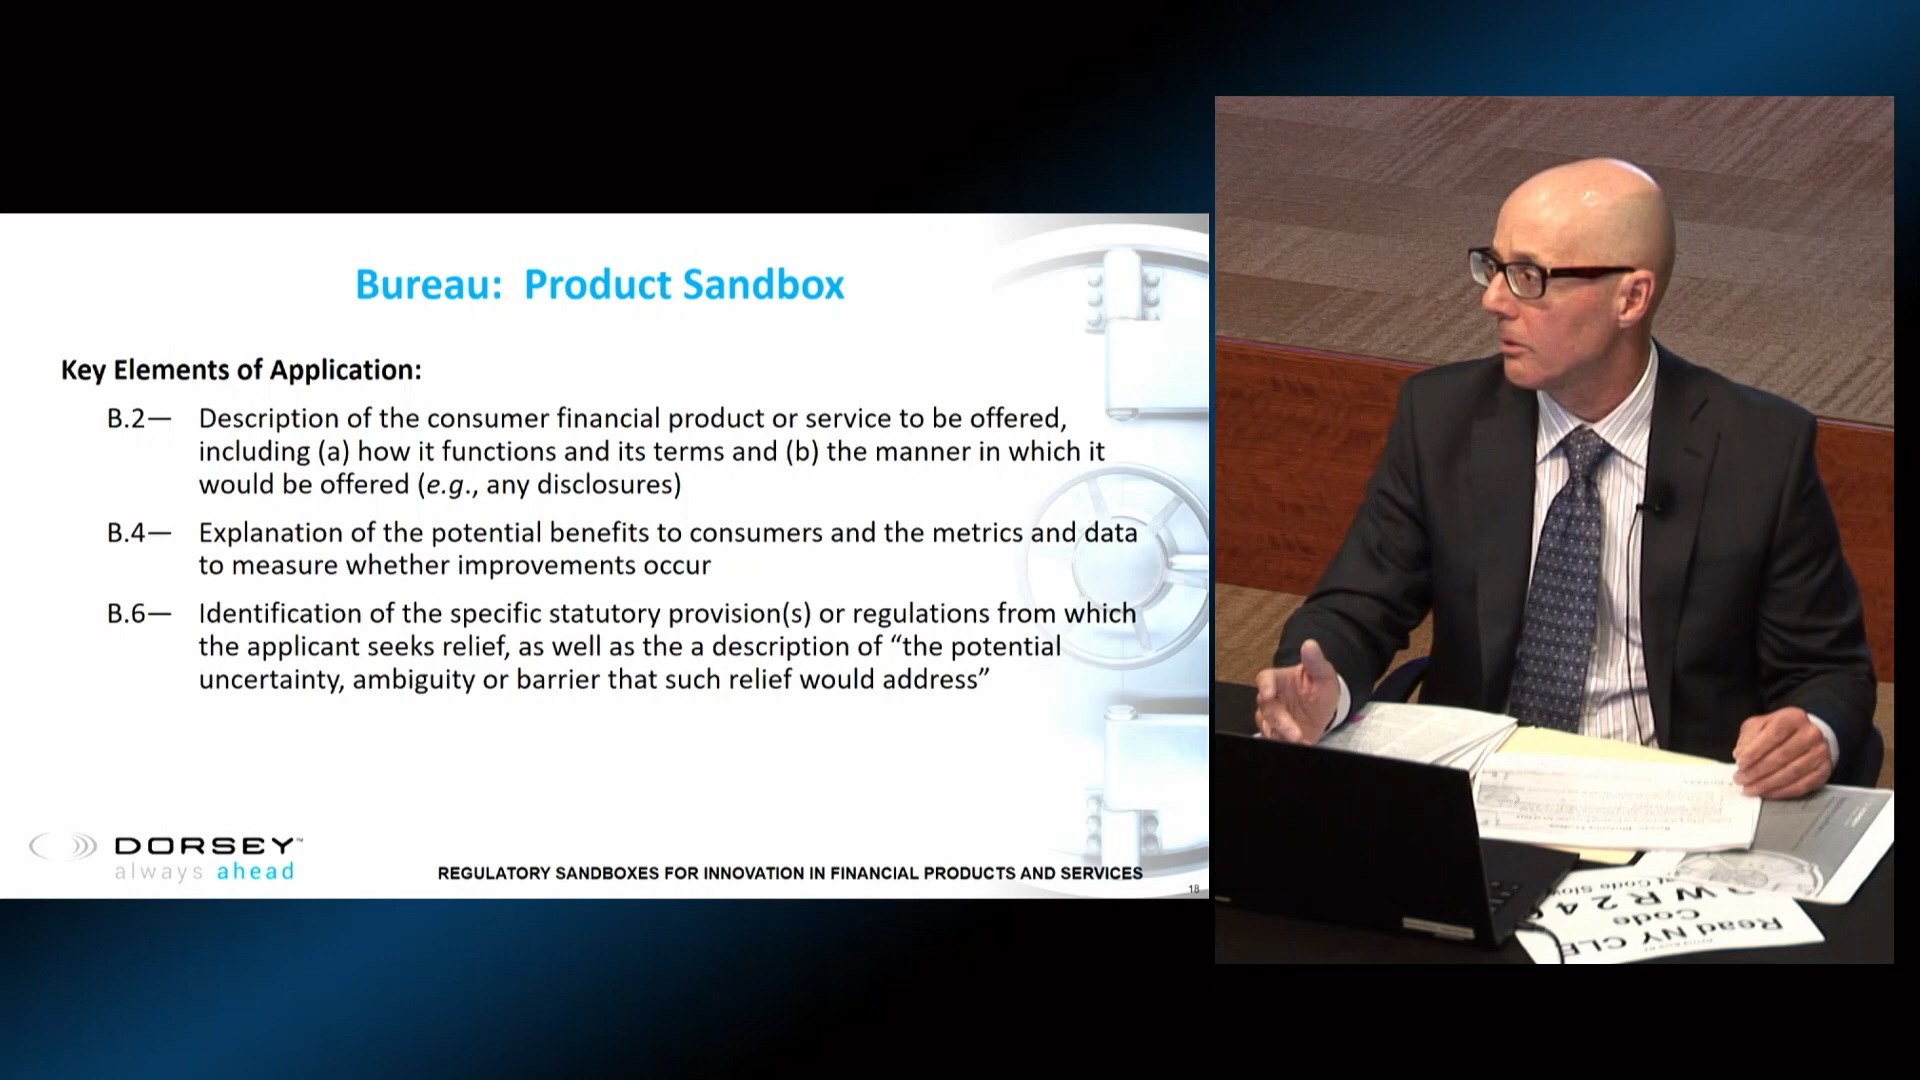 Bureau: Product Sandbox
Key Elements of Application:
B.2— Description of the consumer financial product or service to be offered,
including (a) how it functions and its terms and (b) the manner in which it
would be offered (e.g., any disclosures)
B.4— Explanation of the potential benefits to consumers and the metrics and data
to measure whether improvements occur
B.6— Identification of the specific statutory provision(s) or regulations from which
the applicant seeks relief, as well as the a description of “the potential
uncertainty, ambiguity or barrier that such relief would address”
DORSEY™
always ahead
REGULATORY SANDBOXES FOR INNOVATION IN FINANCIAL PRODUCTS AND SERVICES
18
Read NY CLE
Code
WR24